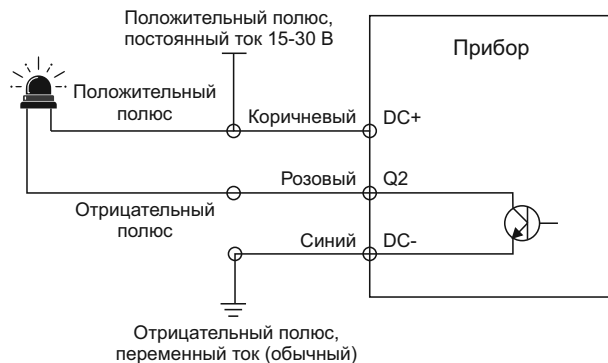 Положительный полюс,
постоянный ток 15-30 В
Прибор
Положительный
полюс
Коричневый
DC+
Розовый
Q2
Отрицательный
полюс
Синий
DC-
Отрицательный полюс,
переменный ток (обычный)